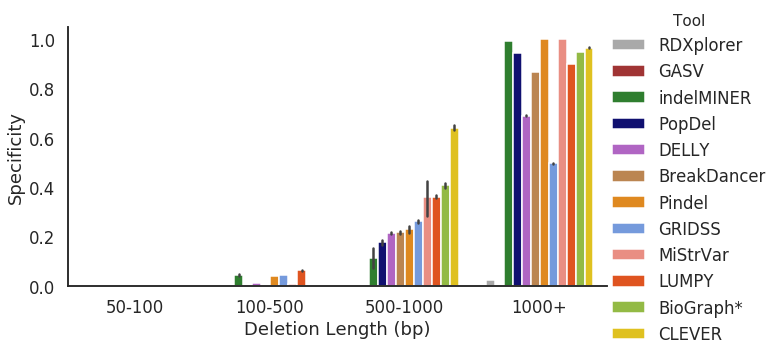 Tool
RDXplorer
GASV
indelMINER
PopDel
DELLY
BreakDancer
Pindel
GRIDSS
MiStrVar
LUMPY
BioGraph*
CLEVER
Specificity
1.0
0.8
0.6
0.4
0.2
0.0
50-100 100-500 500-1000 1000+
Deletion Length (bp)